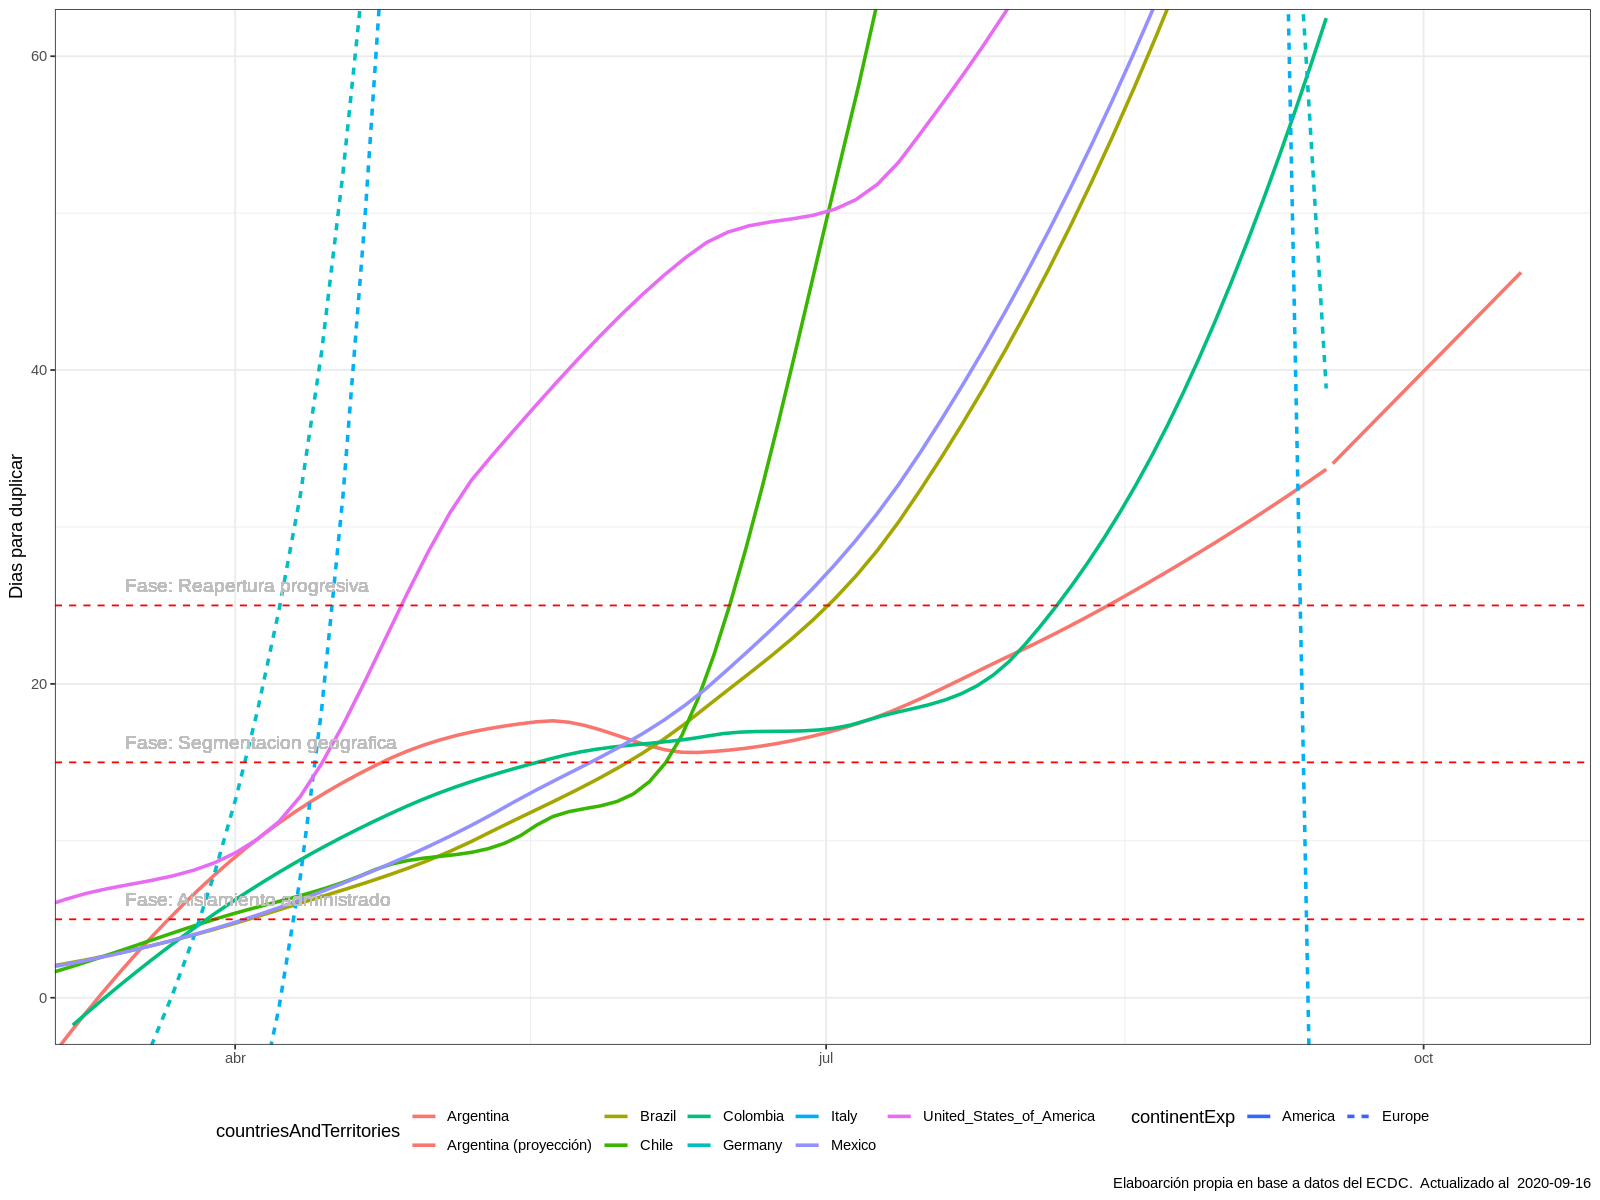 60
40
20
0
Dias para duplicar
Fase: Reapertura progresiva
Fase: Segmentacion geografica
Fase: Aislamiento administrado
abr
jul
oct
countriesAndTerritories
Argentina
Argentina (proyección)
Brazil
Chile
Colombia
Germany
Italy
Mexico
United_States_of_America
continentExp
America
Europe
Elaboarción propia en base a datos del ECDC.  Actualizado al  2020-09-16